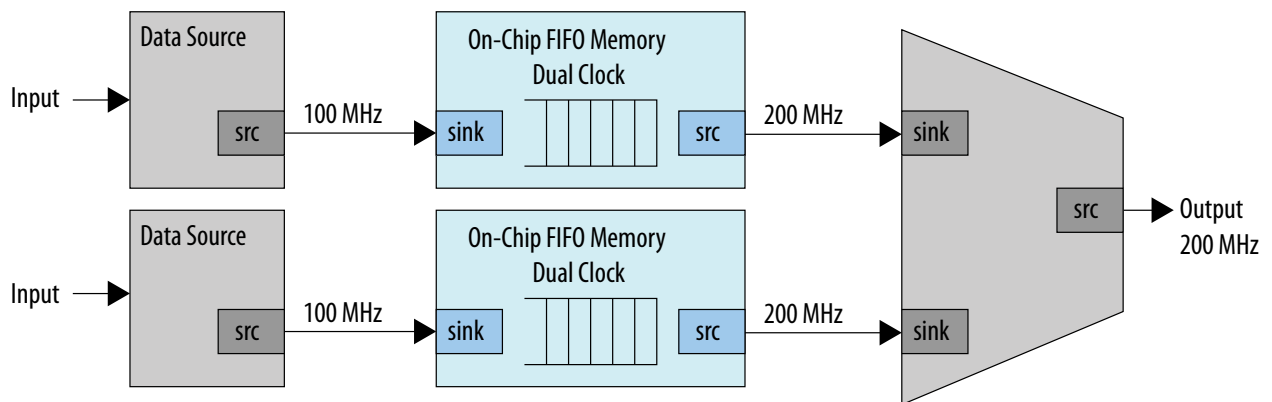 Data Source
Input
src
100 MHz
On-Chip FIFO Memory
Dual Clock
sink
src
200 MHz
sink
Data Source
Input
src
100 MHz
On-Chip FIFO Memory
Dual Clock
sink
src
200 MHz
sink
src
Output
200 MHz